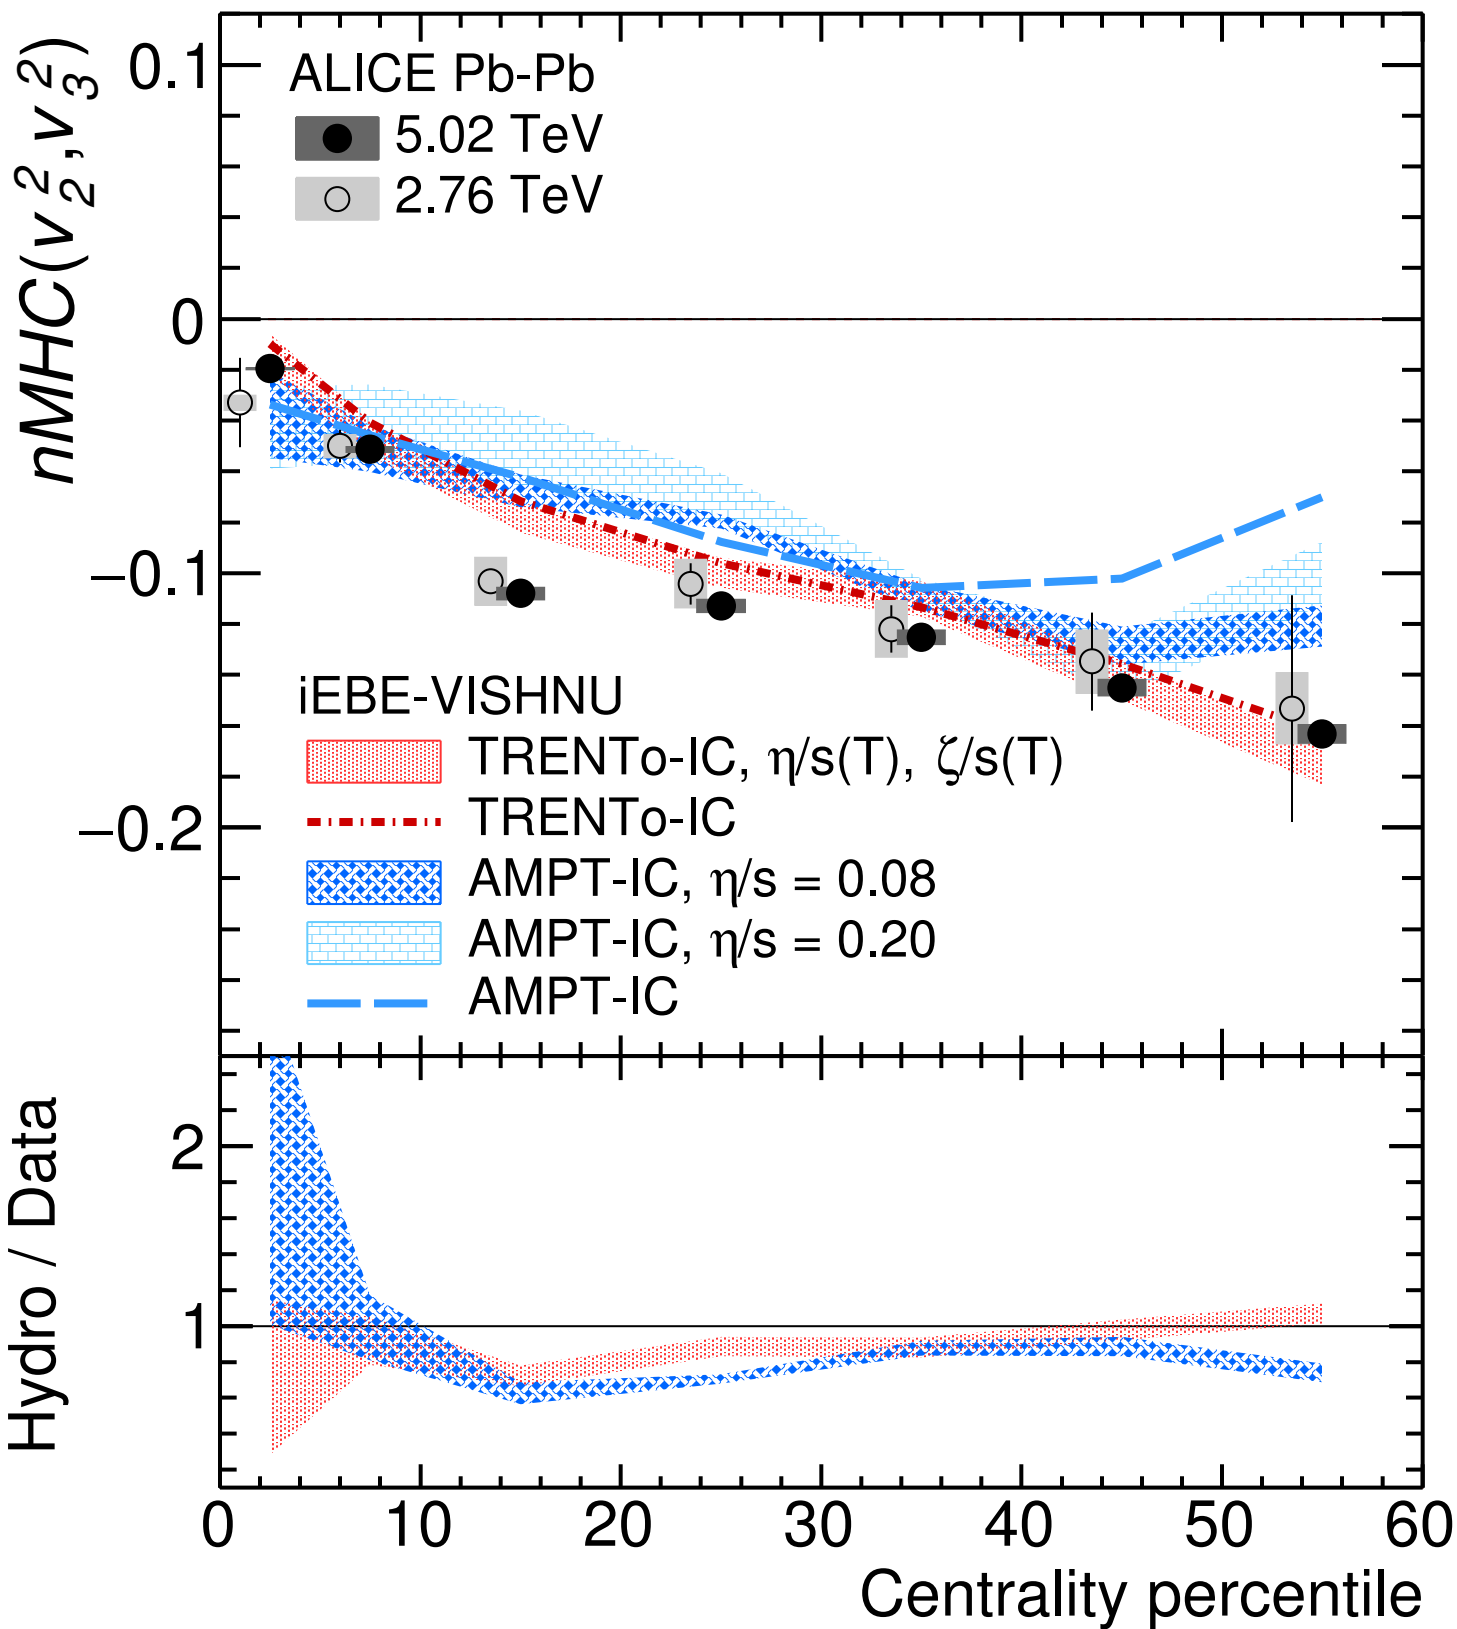 nMHC(v₂²,v₃²)
0.1
0
−0.1
−0.2
ALICE Pb-Pb
5.02 TeV
2.76 TeV
iEBE-VISHNU
TRENTo-IC, η/s(T), ζ/s(T)
TRENTo-IC
AMPT-IC, η/s = 0.08
AMPT-IC, η/s = 0.20
AMPT-IC
Hydro / Data
2
1
0 10 20 30 40 50 60
Centrality percentile